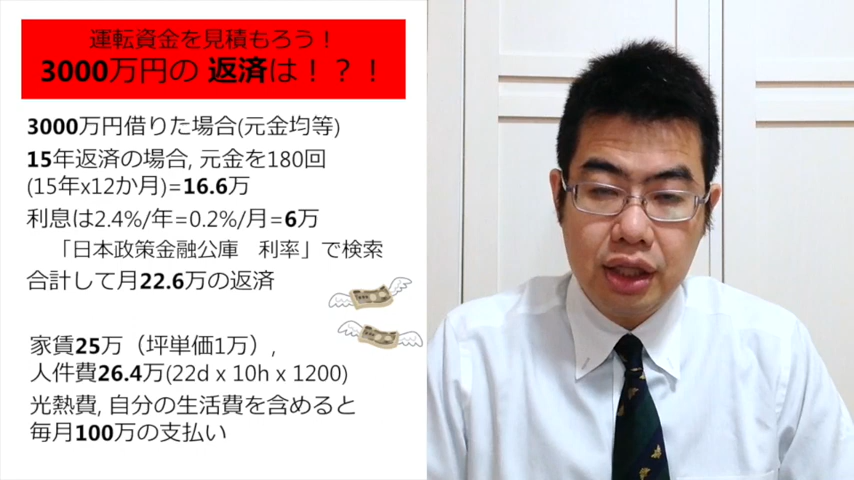 運転資金を見積もろう！
3000万円の 返済は！？！
3000万円借りた場合(元金均等)
15年返済の場合, 元金を180回
(15年x12か月)=16.6万
利息は2.4%/年=0.2%/月=6万
「日本政策金融公庫　利率」で検索
合計して月22.6万の返済
家賃25万（坪単価1万）,
人件費26.4万(22d x 10h x 1200)
光熱費, 自分の生活費を含めると
毎月100万の支払い